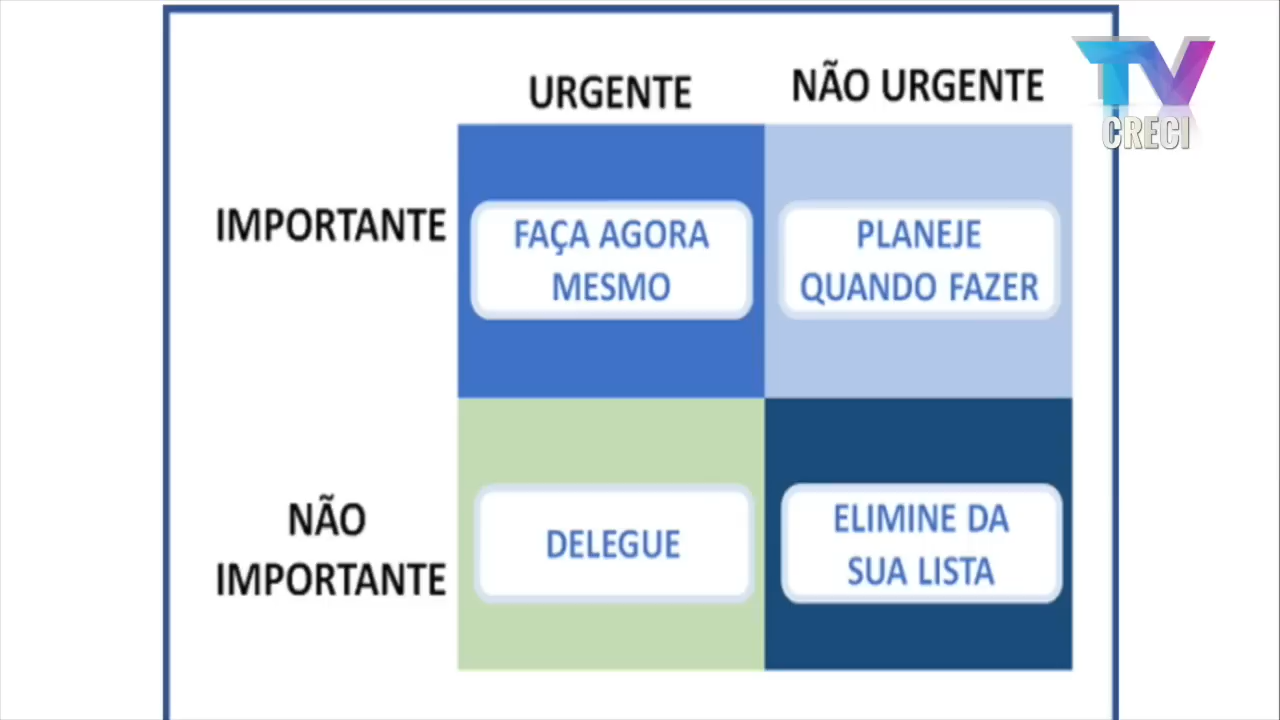 URGENTE
NÃO URGENTE
TV
CRECI
IMPORTANTE
FAÇA AGORA
MESMO
PLANEJE
QUANDO FAZER
NÃO
IMPORTANTE
DELEGUE
ELIMINE DA
SUA LISTA